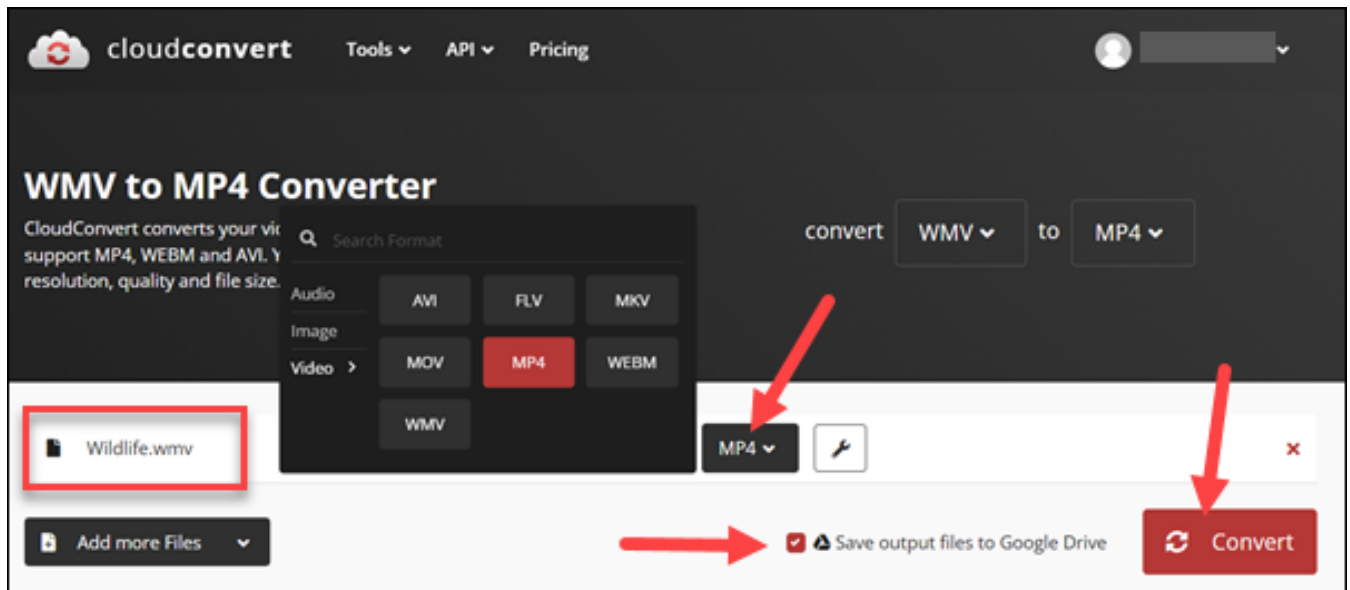 cloudconvert Tools API Pricing
WMV to MP4 Converter
CloudConvert converts your
support MP4, WEBM and AVI.
resolution, quality and file size.
convert WMV to MP4
Search Format
Audio
Image
Video
AVI FLV MKV
MOV MP4 WEBM
WMV
Wildlife.wmv
MP4
Add more Files
Save output files to Google Drive
Convert